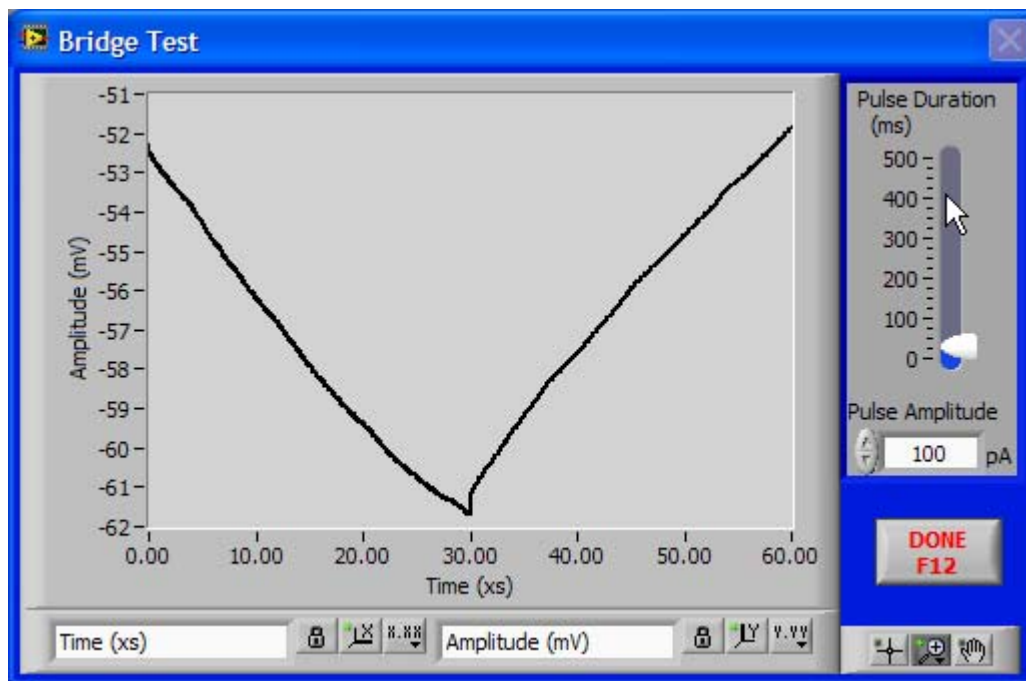 Bridge Test
-51
-52
-53
-54
-55
-56
-57
-58
-59
-60
-61
-62
Amplitude (mV)
0.00 10.00 20.00 30.00 40.00 50.00 60.00
Time (xs)
Pulse Duration
(ms)
500
400
300
200
100
0
Pulse Amplitude
100 pA
DONE
F12
Time (xs) X X.XX Amplitude (mV) Y Y.YY